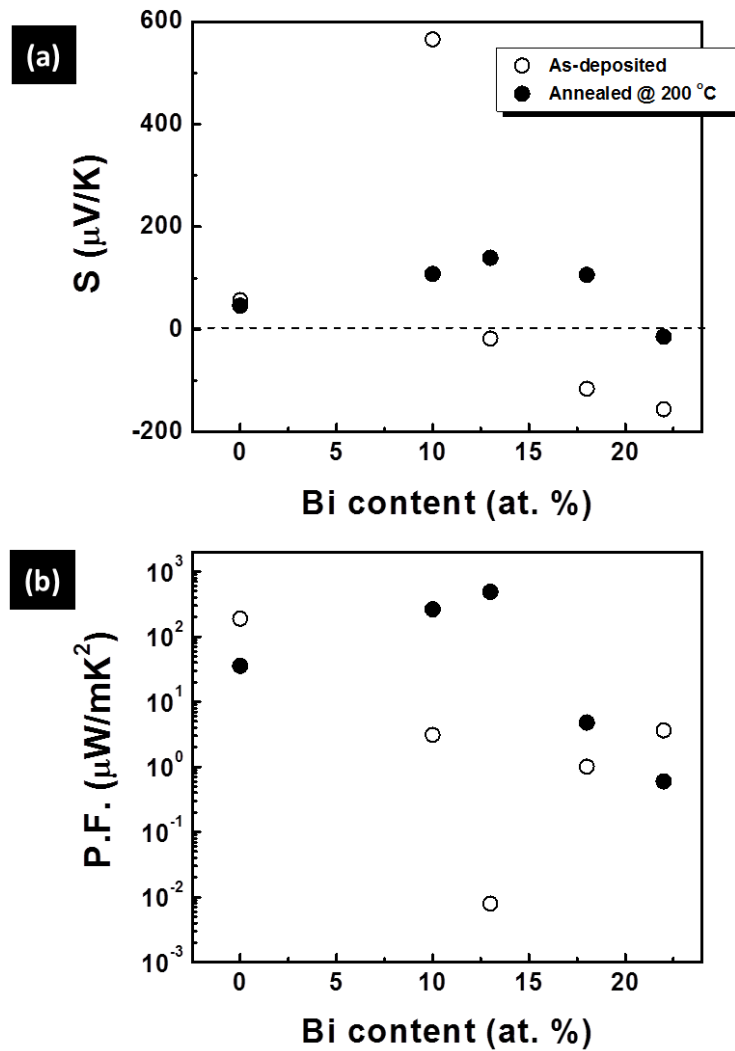 (a)
600
400
200
0
-200
S (μV/K)
As-deposited
Annealed @ 200 °C
0 5 10 15 20
Bi content (at. %)
(b)
10³
10²
10¹
10⁰
10⁻¹
10⁻²
10⁻³
P.F. (μW/mK²)
0 5 10 15 20
Bi content (at. %)